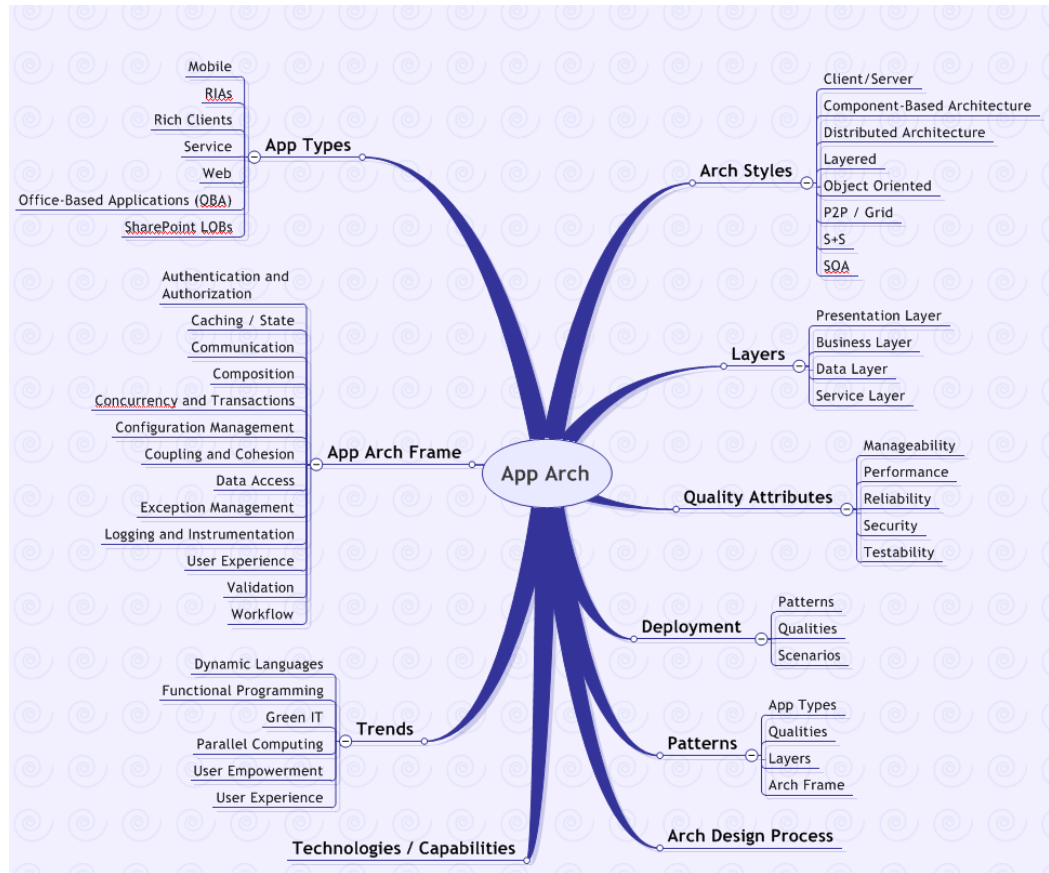 App Arch
App Types
Mobile
RIAs
Rich Clients
Service
Web
Office-Based Applications (OBA)
SharePoint LOBs
App Arch Frame
Authentication and
Authorization
Caching / State
Communication
Composition
Concurrency and Transactions
Configuration Management
Coupling and Cohesion
Data Access
Exception Management
Logging and Instrumentation
User Experience
Validation
Workflow
Trends
Dynamic Languages
Functional Programming
Green IT
Parallel Computing
User Empowerment
User Experience
Technologies / Capabilities
Arch Styles
Client/Server
Component-Based Architecture
Distributed Architecture
Layered
Object Oriented
P2P / Grid
S+S
SOA
Layers
Presentation Layer
Business Layer
Data Layer
Service Layer
Quality Attributes
Manageability
Performance
Reliability
Security
Testability
Deployment
Patterns
Qualities
Scenarios
Patterns
App Types
Qualities
Layers
Arch Frame
Arch Design Process